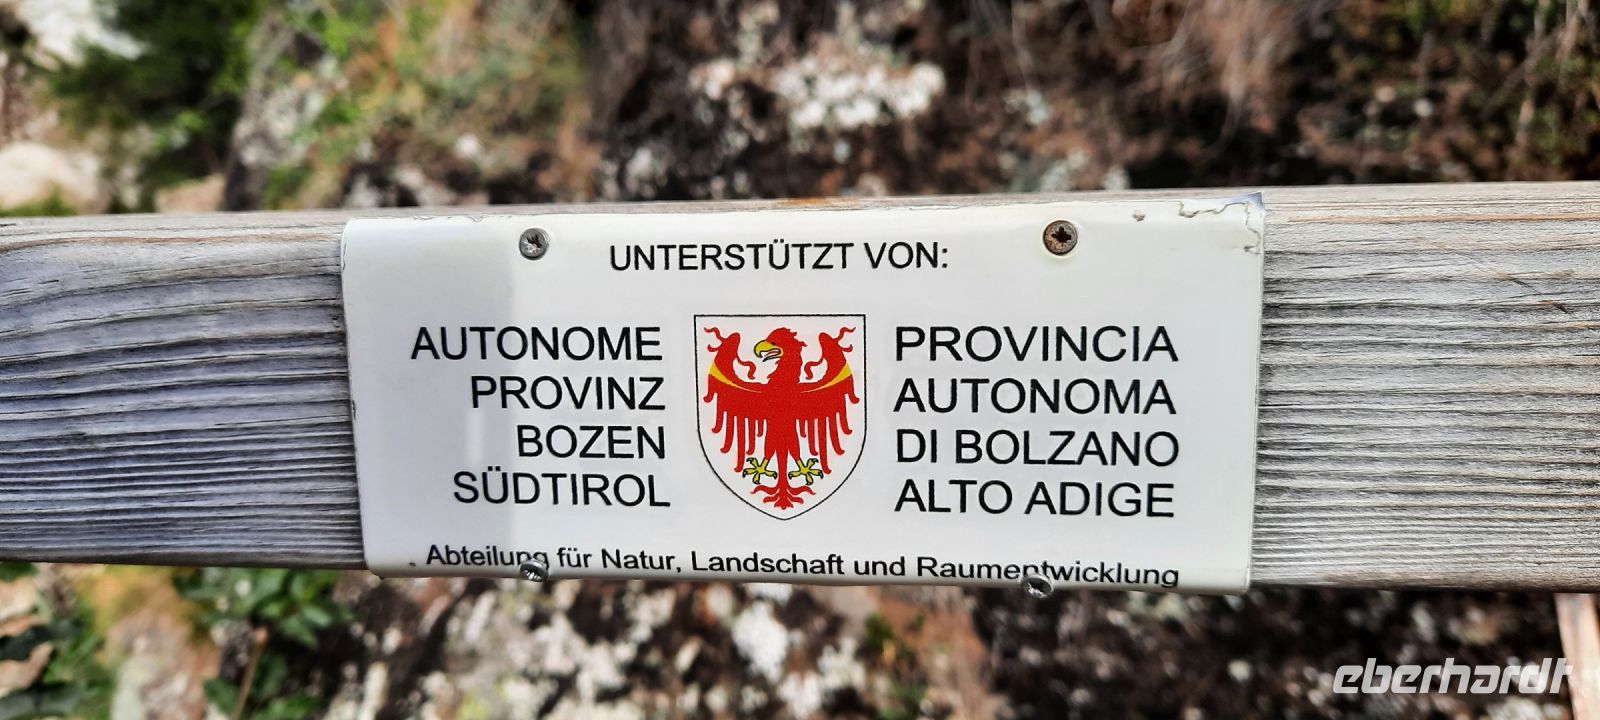 UNTERSTÜTZT VON:
AUTONOME
PROVINZ
BOZEN
SÜDTIROL
PROVINCIA
AUTONOMA
DI BOLZANO
ALTO ADIGE
Abteilung für Natur, Landschaft und Raumentwicklung
eberhardt